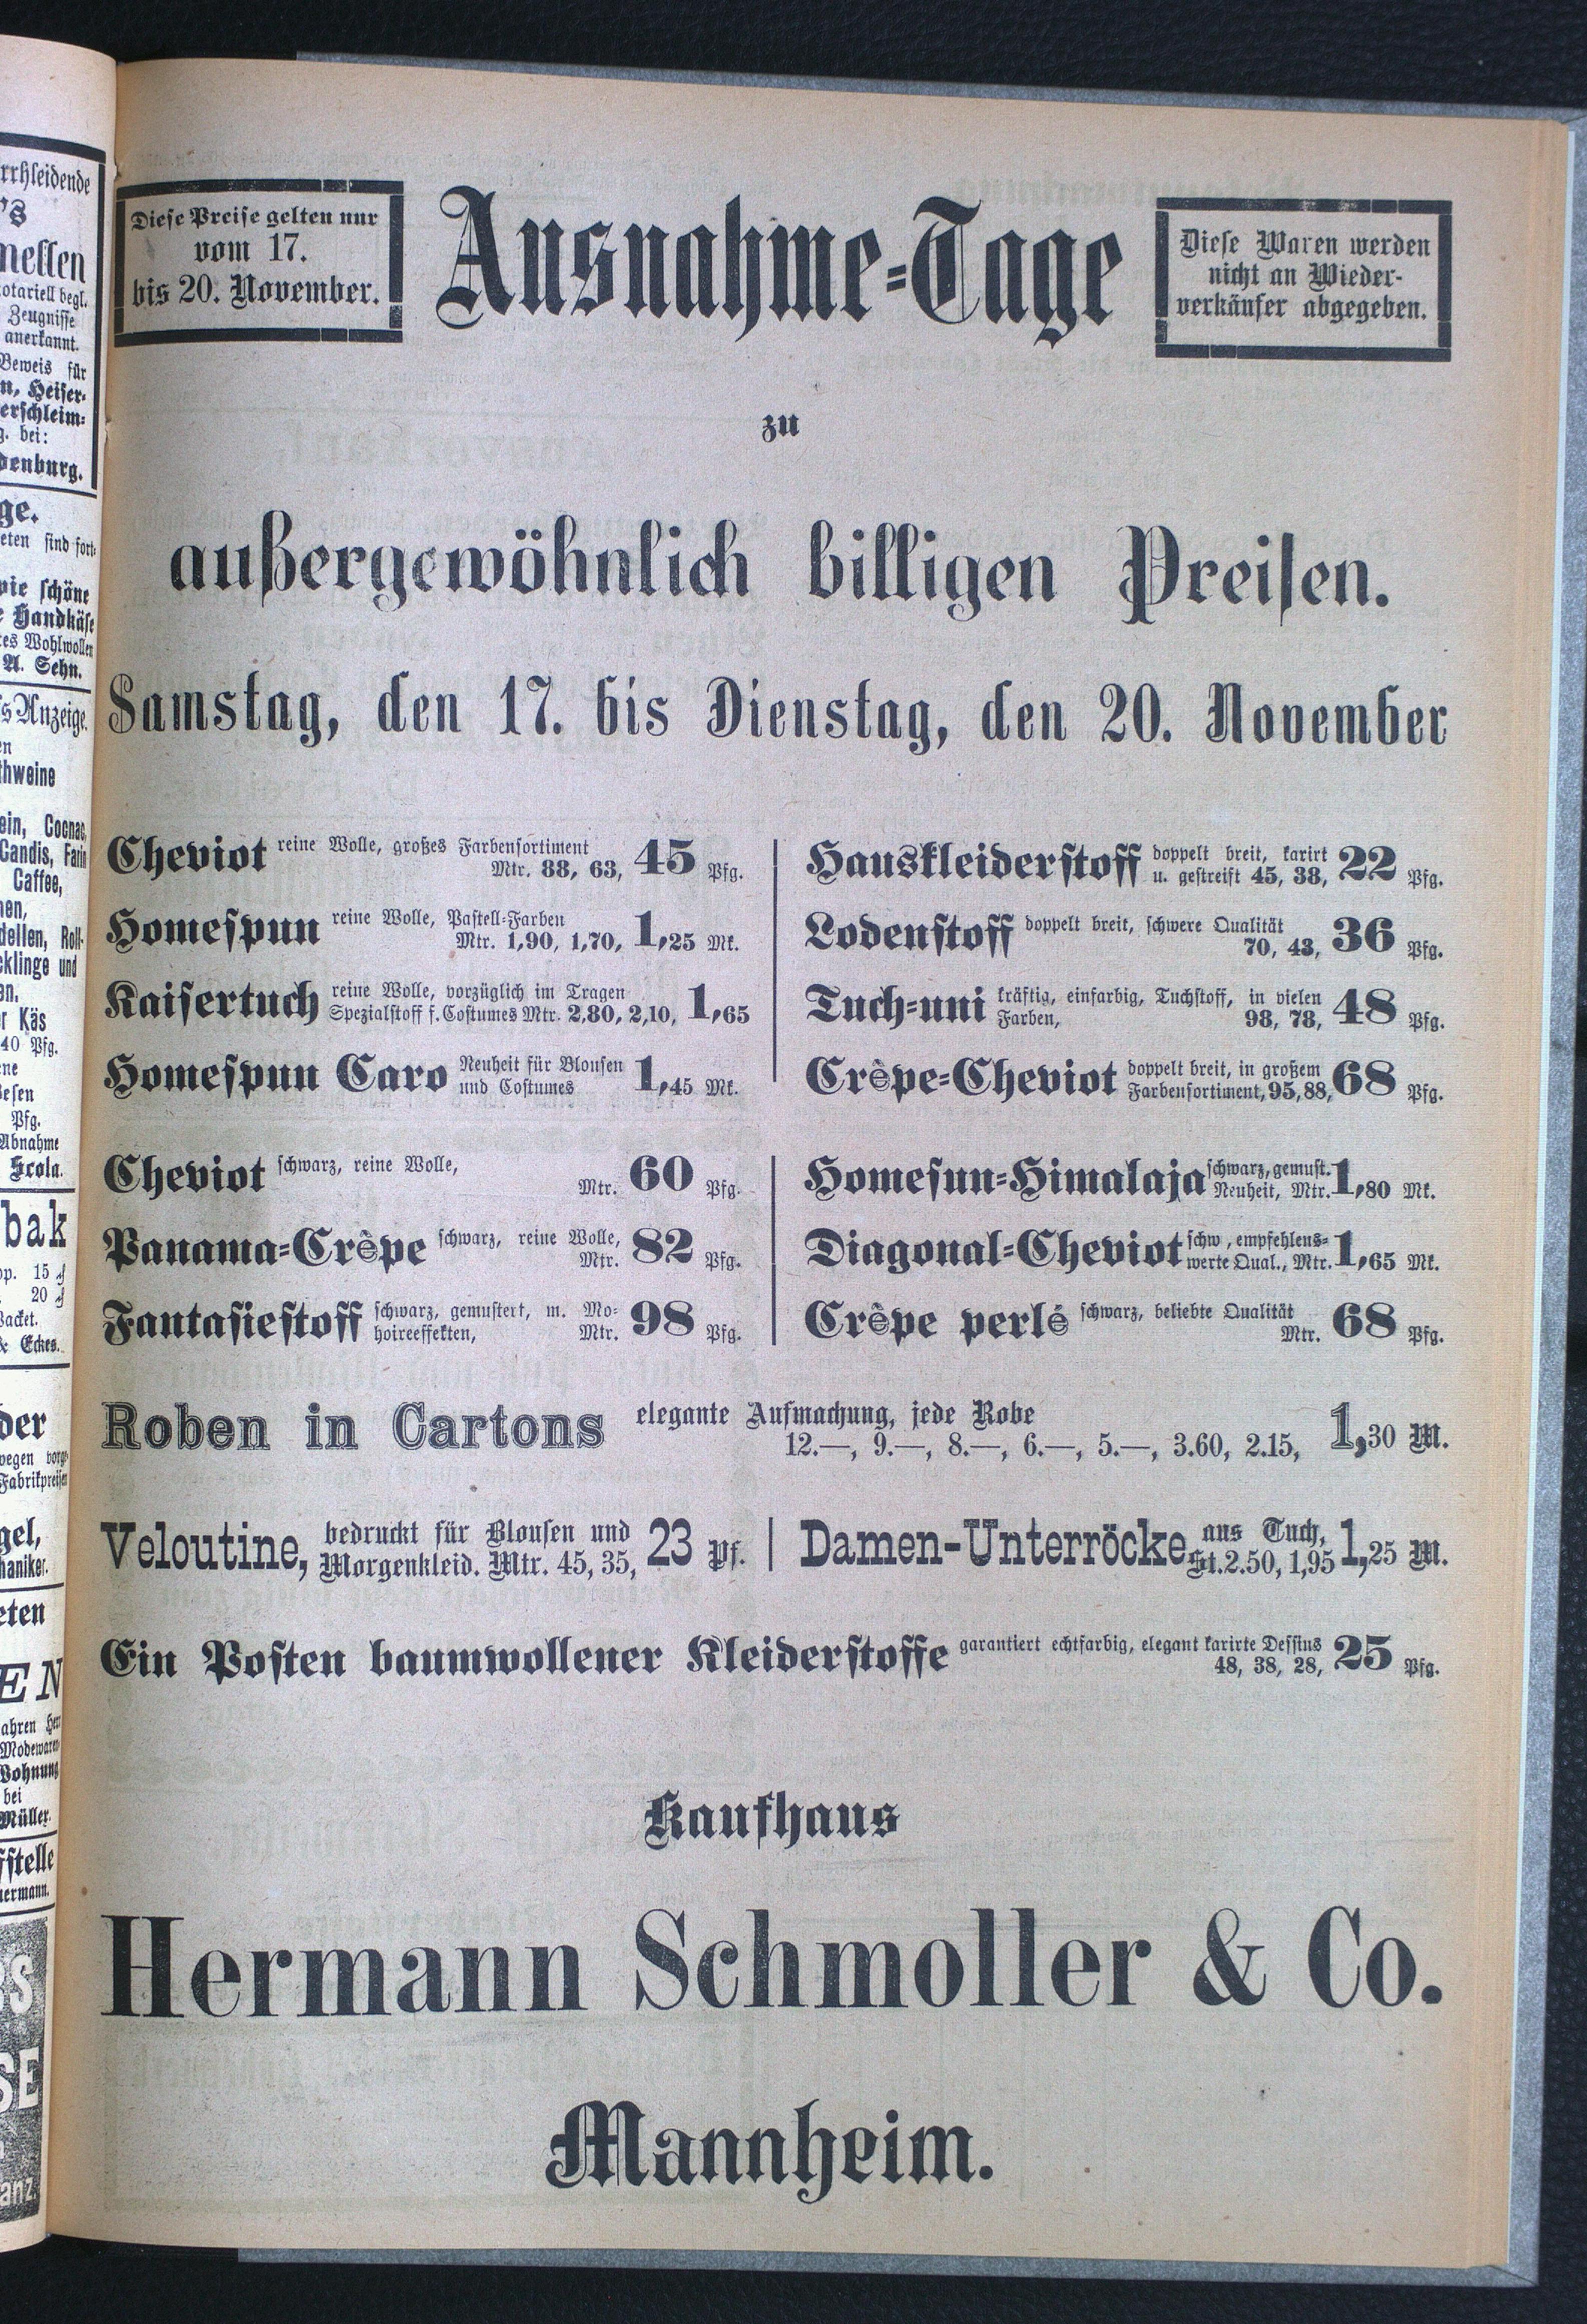 Diese Preise gelten nur
vom 17.
bis 20. November.
Ausnahme-Tage
Diese Waren werden
nicht an Wieder-
verkäufer abgegeben.
zu
außergewöhnlich billigen Preisen.
Samstag, den 17. bis Dienstag, den 20. November
Cheviot reine Wolle, großes Farbensortiment
Mtr. 88, 63, 45 Pfg.
Homespun reine Wolle, Pastell-Farben
Mtr. 1,90, 1,70, 1,25 Mk.
Kaisertuch reine Wolle, vorzüglich im Tragen
Spezialstoff f. Costumes Mtr. 2,80, 2,10, 1,65
Homespun Caro Neuheit für Blousen
und Costumes 1,45 Mk.
Hauskleiderstoff doppelt breit, karirt
u. gestreift 45, 38, 22 Pfg.
Lodenstoff doppelt breit, schwere Qualität
70, 43, 36 Pfg.
Tuch-uni kräftig, einfarbig, Tuchstoff, in vielen
Farben, 98, 78, 48 Pfg.
Crêpe-Cheviot doppelt breit, in großem
Farbensortiment, 95, 88, 68 Pfg.
Cheviot schwarz, reine Wolle,
Mtr. 60 Pfg.
Panama-Crêpe schwarz, reine Wolle,
Mtr. 82 Pfg.
Fantasiestoff schwarz, gemustert, m. Mo-
hoireeffekten, Mtr. 98 Pfg.
Homesun-Himalaja schwarz, gemust.
Neuheit, Mtr. 1,80 Mk.
Diagonal-Cheviot schw, empfehlens-
werte Qual., Mtr. 1,65 Mk.
Crêpe perlé schwarz, beliebte Qualität
Mtr. 68 Pfg.
Roben in Cartons elegante Aufmachung, jede Robe
12.—, 9.—, 8.—, 6.—, 5.—, 3.60, 2.15, 1,30 M.
Veloutine, bedruckt für Blousen und
Morgenkleid. Mtr. 45, 35, 23 Pf.
Damen-Unterröcke aus Tuch,
St. 2.50, 1,95 1,25 M.
Ein Posten baumwollener Kleiderstoffe garantiert echtfarbig, elegant karirte Dessins
48, 38, 28, 25 Pfg.
Kaufhaus
Hermann Schmoller & Co.
Mannheim.